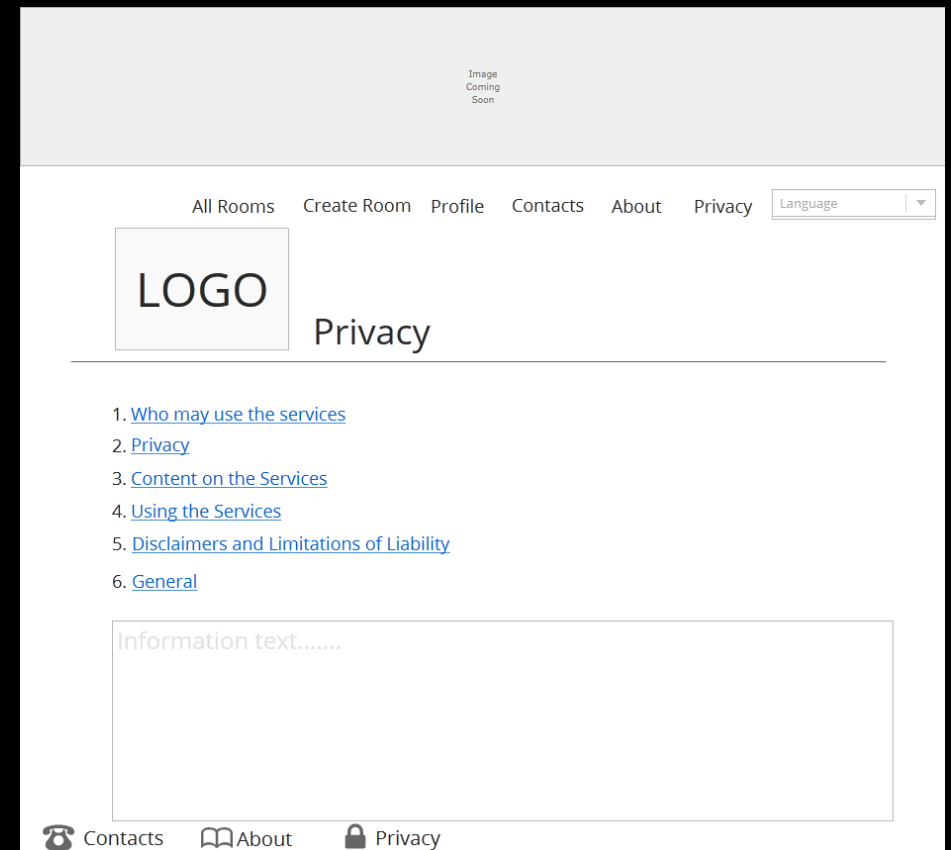 Image
Coming
Soon
All Rooms Create Room Profile Contacts About Privacy Language
LOGO
Privacy
1. Who may use the services
2. Privacy
3. Content on the Services
4. Using the Services
5. Disclaimers and Limitations of Liability
6. General
Information text.......
Contacts About Privacy